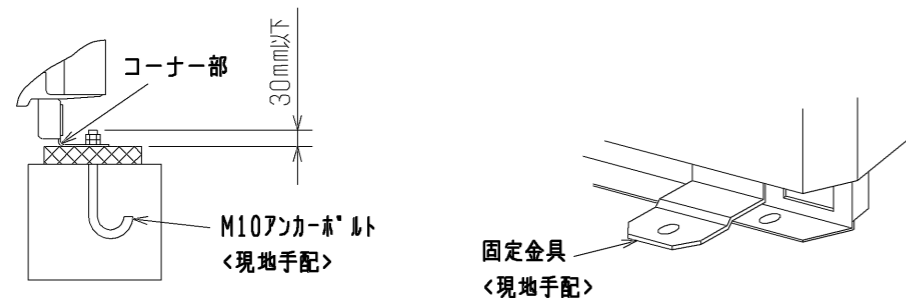 コーナー部
30mm以下
M10アンカーボルト
<現地手配>
固定金具
<現地手配>